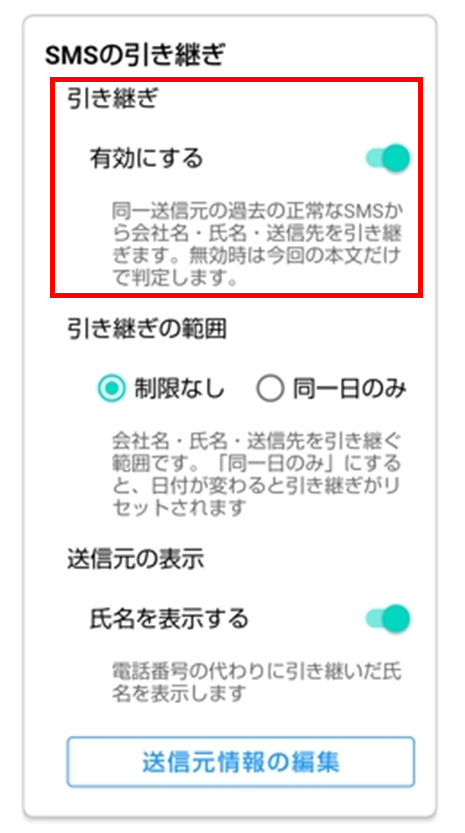 SMSの引き継ぎ
引き継ぎ
有効にする
同一送信元の過去の正常なSMSか
ら会社名・氏名・送信先を引き継
ぎます。無効時は今回の本文だけ
で判定します。
引き継ぎの範囲
制限なし 同一日のみ
会社名・氏名・送信先を引き継ぐ
範囲です。「同一日のみ」にする
と、日付が変わると引き継ぎがリ
セットされます
送信元の表示
氏名を表示する
電話番号の代わりに引き継いだ氏
名を表示します
送信元情報の編集